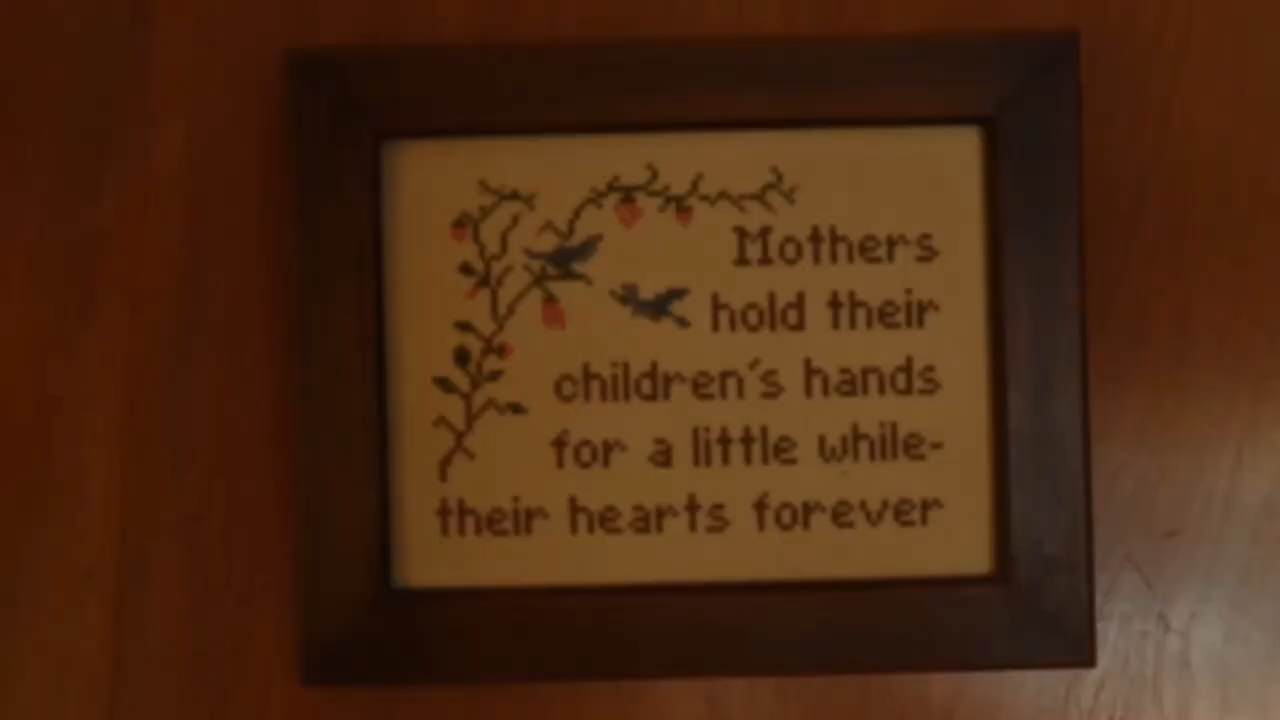 Mothers
hold their
children's hands
for a little while-
their hearts forever